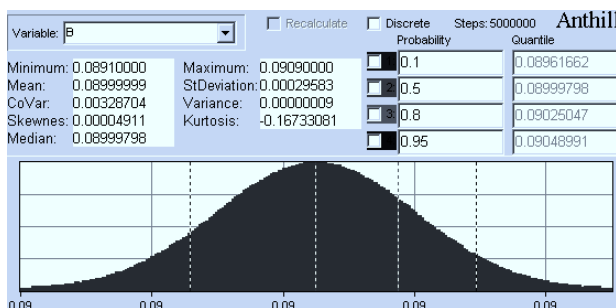 Variable: B
Recalculate Discrete Steps: 5000000 Anthill
Probability Quantile
Minimum: 0.08910000 Maximum: 0.09090000
Mean: 0.08999999 StDeviation: 0.00029583
CoVar: 0.00328704 Variance: 0.00000009
Skewnes: 0.00004911 Kurtosis: -0.16733081
Median: 0.08999798
0.1 0.08961662
2 0.5 0.08999798
3 0.8 0.09025047
0.95 0.09048991
0.09 0.09 0.09 0.09 0.09